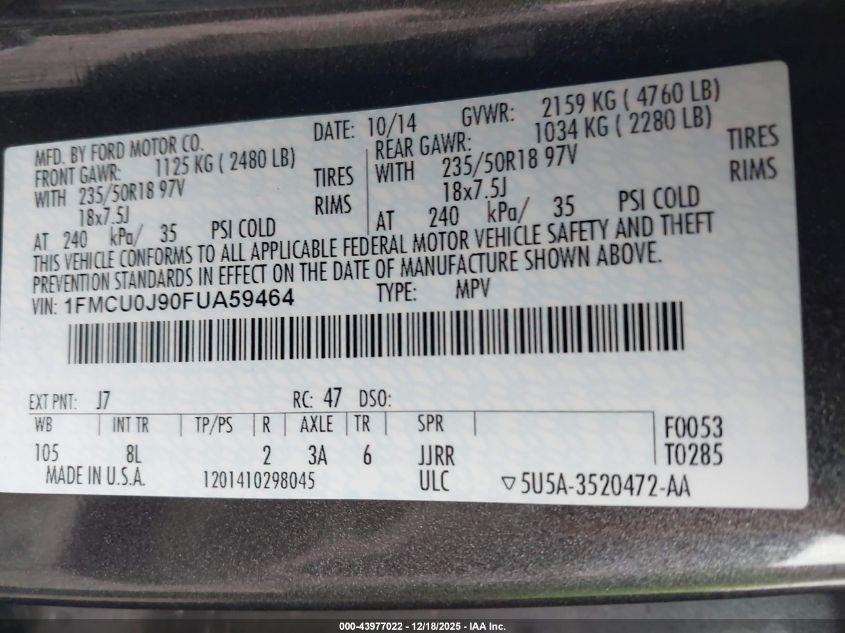 MFD. BY FORD MOTOR CO. DATE: 10/14 GVWR: 2159 KG ( 4760 LB)
FRONT GAWR: 1125 KG ( 2480 LB) REAR GAWR: 1034 KG ( 2280 LB)
WITH 235/50R18 97V TIRES WITH 235/50R18 97V TIRES
18x7.5J RIMS 18x7.5J RIMS
AT 240 kPa/ 35 PSI COLD AT 240 kPa/ 35 PSI COLD
THIS VEHICLE CONFORMS TO ALL APPLICABLE FEDERAL MOTOR VEHICLE SAFETY AND THEFT
PREVENTION STANDARDS IN EFFECT ON THE DATE OF MANUFACTURE SHOWN ABOVE.
VIN: 1FMCU0J90FUA59464 TYPE: MPV
EXT PNT: J7 RC: 47 DSO:
WB INT TR TP/PS R AXLE TR SPR F0053
105 8L 2 3A 6 JJRR T0285
MADE IN U.S.A. 1201410298045 ULC ▽5U5A-3520472-AA
000-43977022 - 12/18/2025 - IAA Inc.